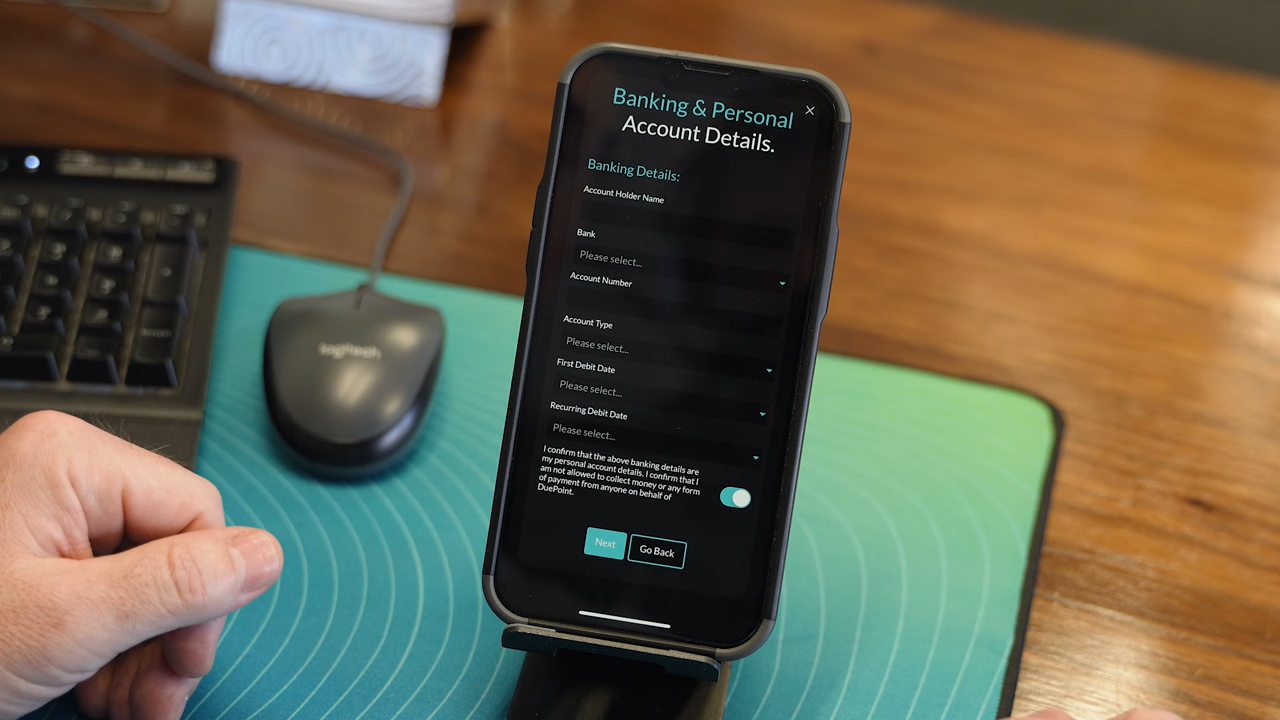 Banking & Personal
Account Details.
Banking Details:
Account Holder Name
Bank
Please select...
Account Number
Account Type
Please select...
First Debit Date
Please select...
Recurring Debit Date
Please select...
I confirm that the above banking details are
my personal account details. I confirm that I
am not allowed to collect money or any form
of payment from anyone on behalf of
DuePoint.
Next
Go Back
logitech